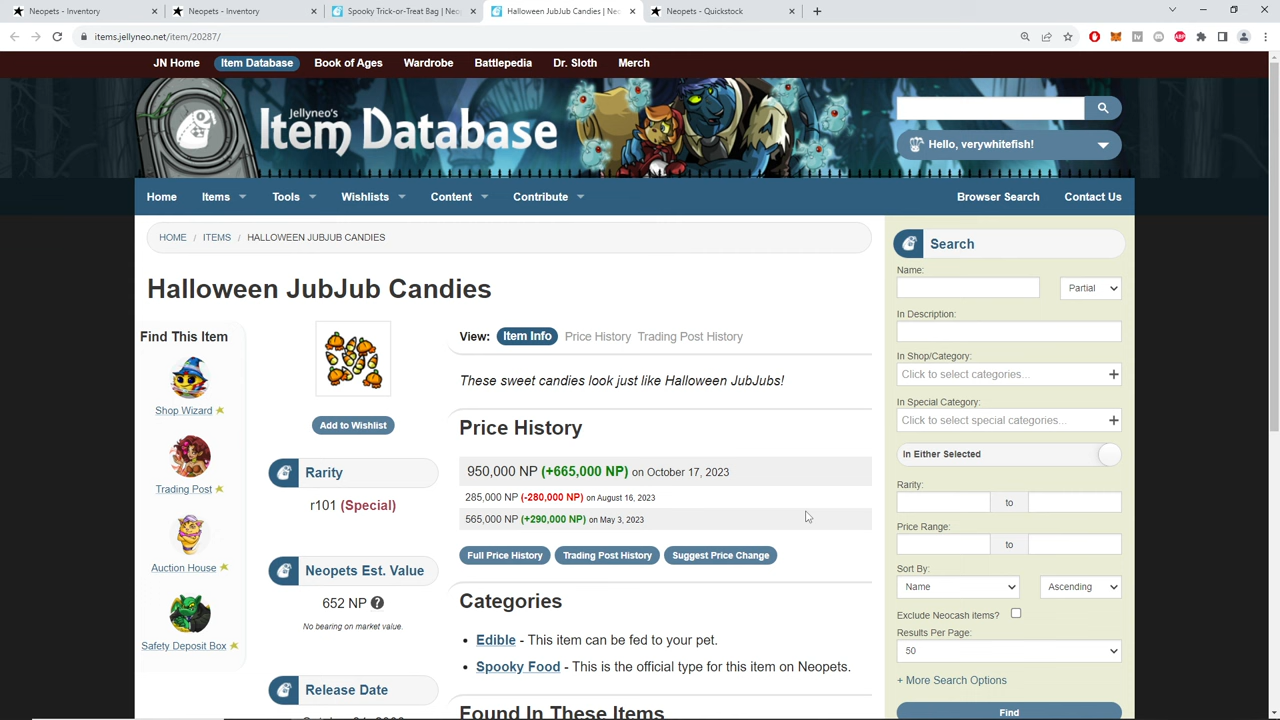 Neopets - Inventory
Neopets - Inventory
Spooky Trick-or-Treat Bag | Neo
Halloween JubJub Candies | Neo
Neopets - Quickstock
items.jellyneo.net/item/20287/
JN Home
Item Database
Book of Ages
Wardrobe
Battlepedia
Dr. Sloth
Merch
Jellyneo's
Item Database
Hello, verywhitefish!
Home
Items
Tools
Wishlists
Content
Contribute
Browser Search
Contact Us
HOME / ITEMS / HALLOWEEN JUBJUB CANDIES
Halloween JubJub Candies
Find This Item
Shop Wizard
Trading Post
Auction House
Safety Deposit Box
Add to Wishlist
Rarity
r101 (Special)
Neopets Est. Value
652 NP ?
No bearing on market value.
Release Date
View: Item Info Price History Trading Post History
These sweet candies look just like Halloween JubJubs!
Price History
950,000 NP (+665,000 NP) on October 17, 2023
285,000 NP (-280,000 NP) on August 16, 2023
565,000 NP (+290,000 NP) on May 3, 2023
Full Price History
Trading Post History
Suggest Price Change
Categories
• Edible - This item can be fed to your pet.
• Spooky Food - This is the official type for this item on Neopets.
Found In These Items
Search
Name:
Partial
In Description:
In Shop/Category:
Click to select categories...
In Special Category:
Click to select special categories...
In Either Selected
Rarity:
to
Price Range:
to
Sort By:
Name
Ascending
Exclude Neocash items?
Results Per Page:
50
+ More Search Options
Find